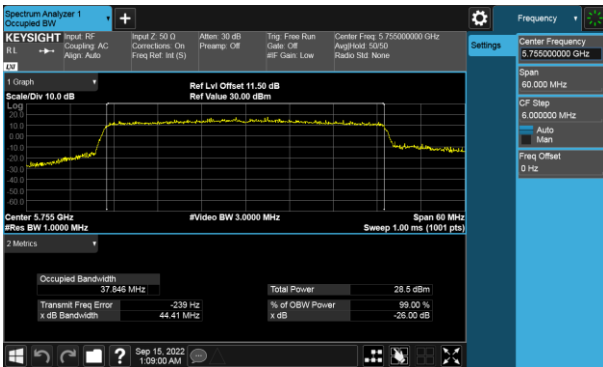 Spectrum Analyzer 1
Occupied BW
+
Frequency
KEYSIGHT
RL
LXI
Input: RF
Coupling: AC
Align: Auto
Input Z: 50 Ω
Corrections: On
Freq Ref: Int (S)
Atten: 30 dB
Preamp: Off
Trig: Free Run
Gate: Off
#IF Gain: Low
Center Freq: 5.755000000 GHz
Avg|Hold: 50/50
Radio Std: None
Settings
Center Frequency
5.755000000 GHz
Span
60.000 MHz
CF Step
6.000000 MHz
Auto
Man
Freq Offset
0 Hz
1 Graph
Scale/Div 10.0 dB
Ref Lvl Offset 11.50 dB
Ref Value 30.00 dBm
Log
20.0
10.0
0.00
-10.0
-20.0
-30.0
-40.0
-50.0
-60.0
Center 5.755 GHz
#Res BW 1.0000 MHz
#Video BW 3.0000 MHz
Span 60 MHz
Sweep 1.00 ms (1001 pts)
2 Metrics
Occupied Bandwidth
37.846 MHz
Total Power 28.5 dBm
Transmit Freq Error -239 Hz
% of OBW Power 99.00 %
x dB Bandwidth 44.41 MHz
x dB -26.00 dB
?
Sep 15, 2022
1:09:00 AM